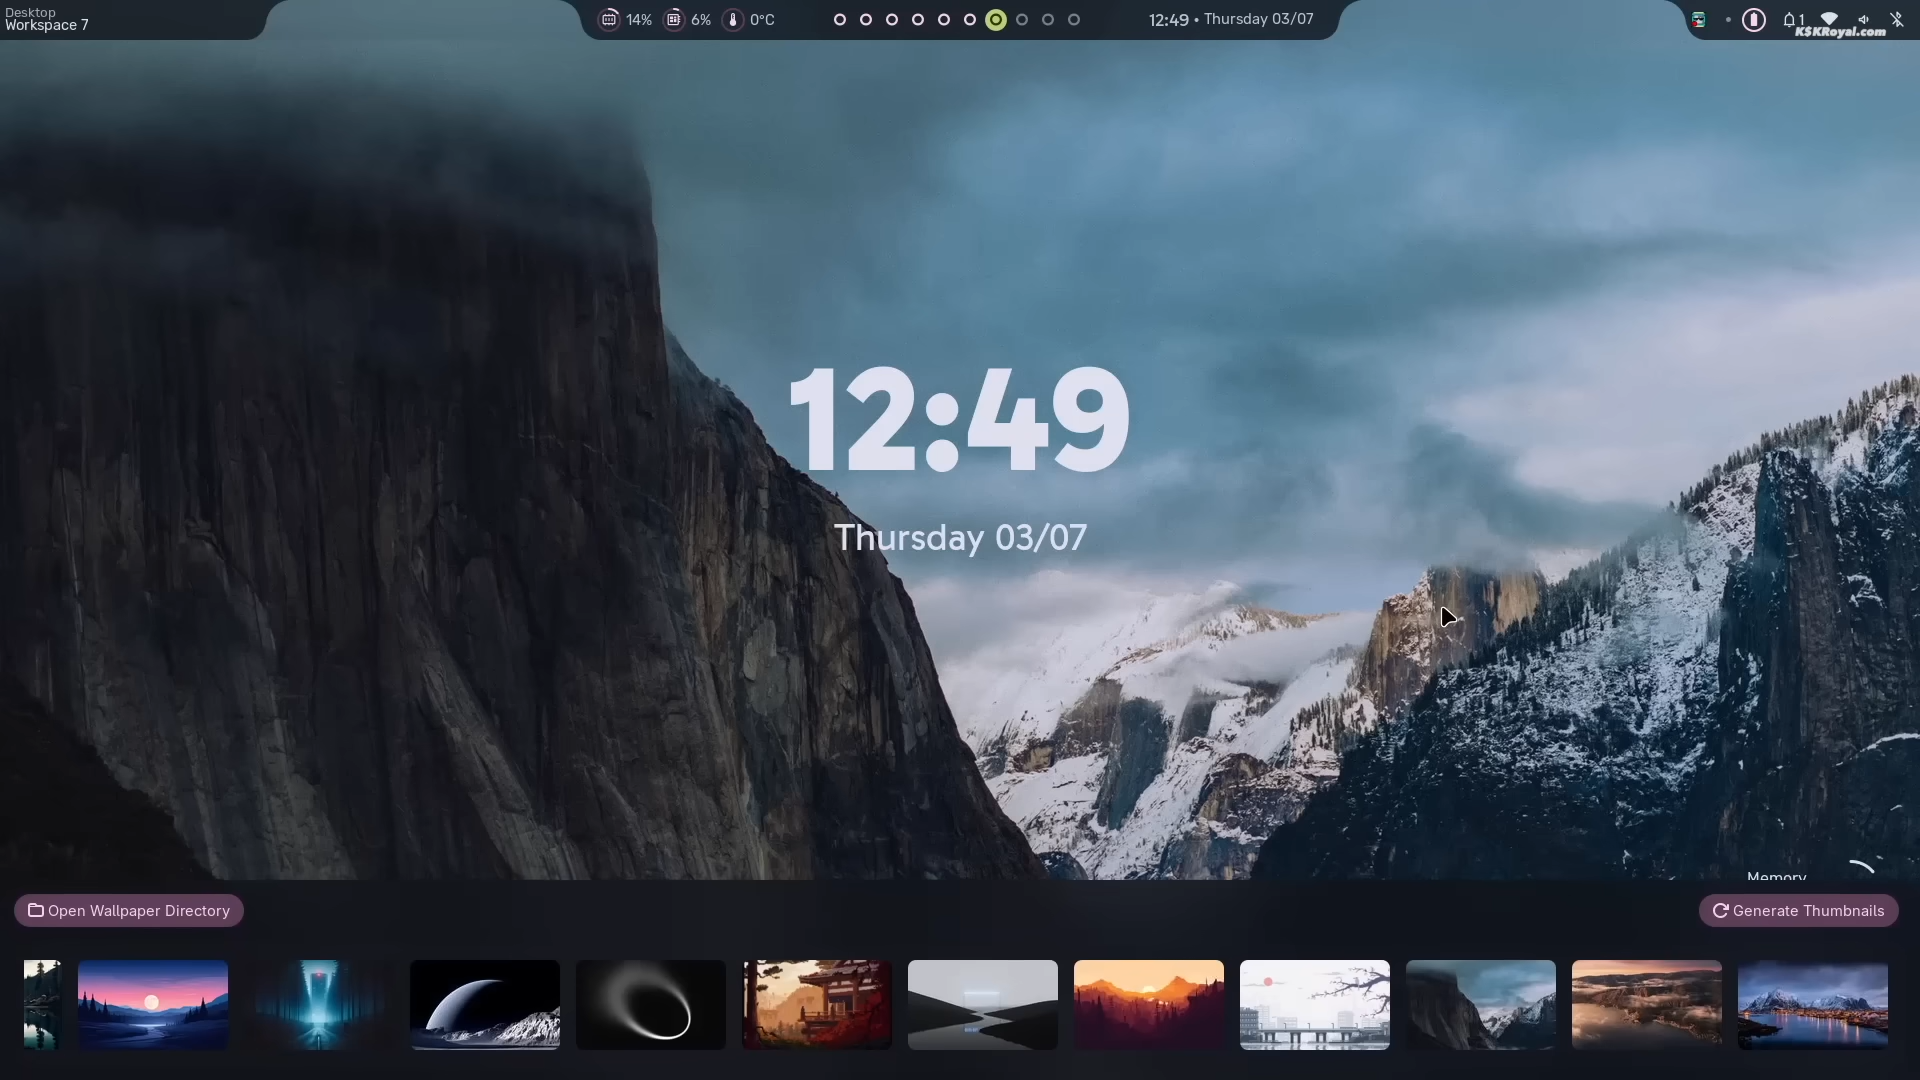 Desktop
Workspace 7
14%
6%
0°C
12:49 • Thursday 03/07
1
K$KRoyal.com
12:49
Thursday 03/07
Memory
Open Wallpaper Directory
Generate Thumbnails